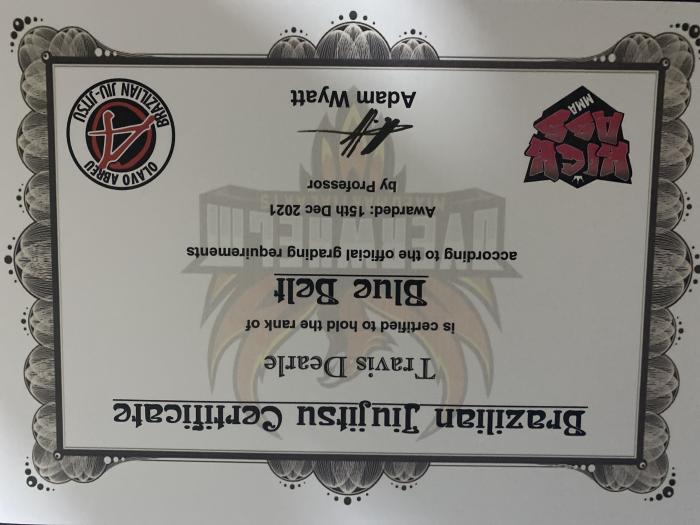 Brazilian Jiujitsu Certificate
Travis Dearle
is certified to hold the rank of
Blue Belt
according to the official grading requirements
Awarded: 15th Dec 2021
by Professor
Adam Wyatt
KICK
ASS
MMA
OLAVO ABREU
BRAZILIAN JIU-JITSU
OVERWHELM